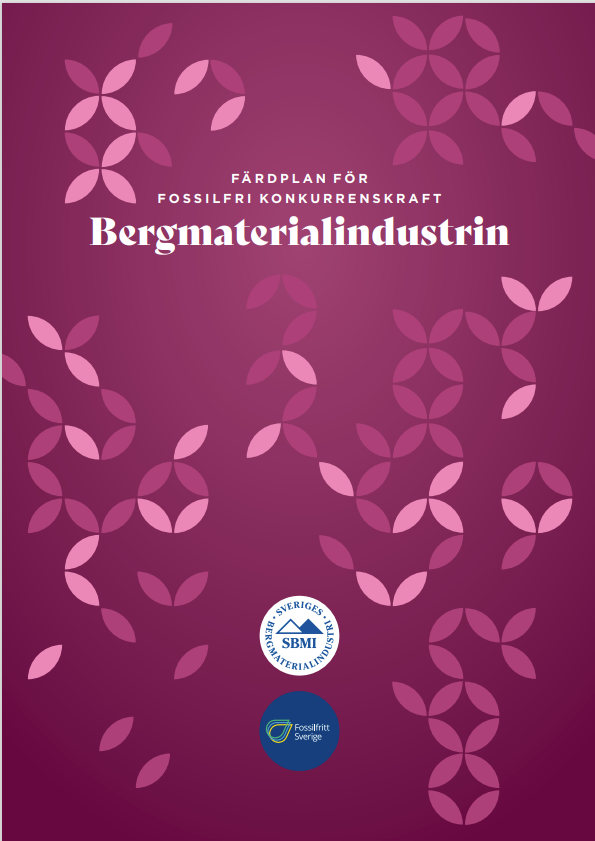 FÄRDPLAN FÖR
FOSSILFRI KONKURRENSKRAFT
Bergmaterialindustrin
• SVERIGES •
BERGMATERIALINDUSTRI
SBMI
Fossilfritt
Sverige